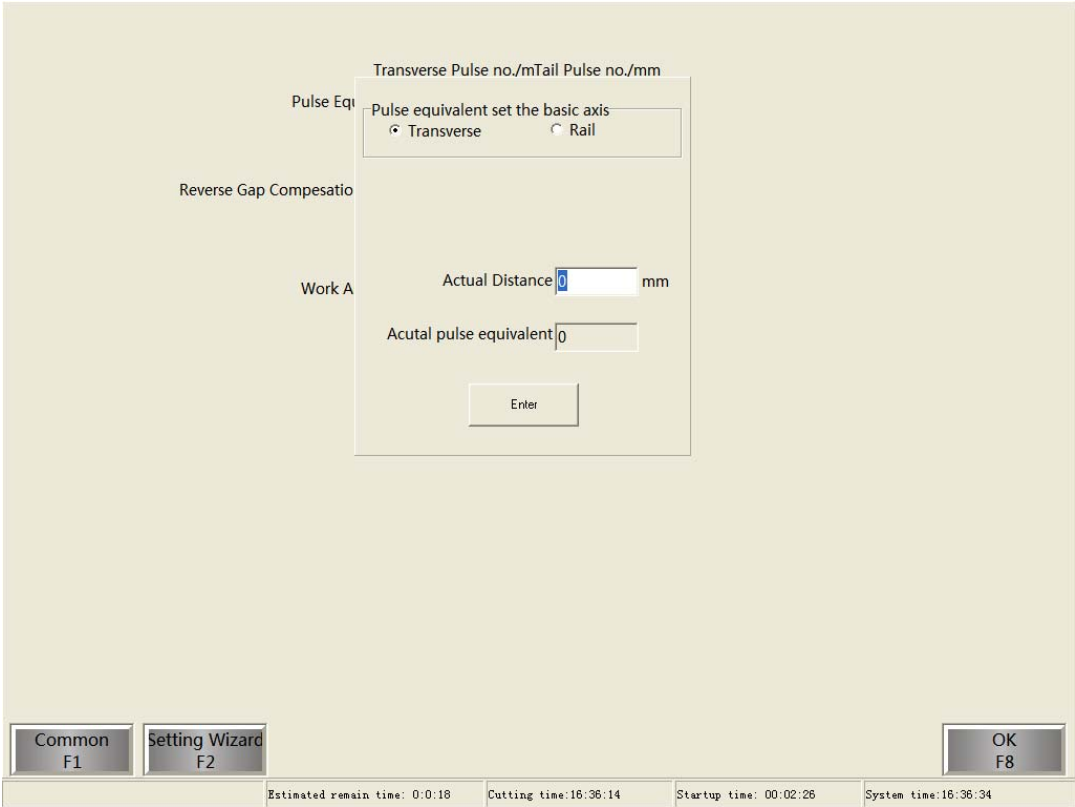 Transverse Pulse no./mTail Pulse no./mm
Pulse Equ
Pulse equivalent set the basic axis
Transverse Rail
Reverse Gap Compesatio
Actual Distance 0 mm
Work A
Acutal pulse equivalent 0
Enter
Common Setting Wizard OK
F1 F2 F8
Estimated remain time: 0:0:18 Cutting time:16:36:14 Startup time: 00:02:26 System time:16:36:34